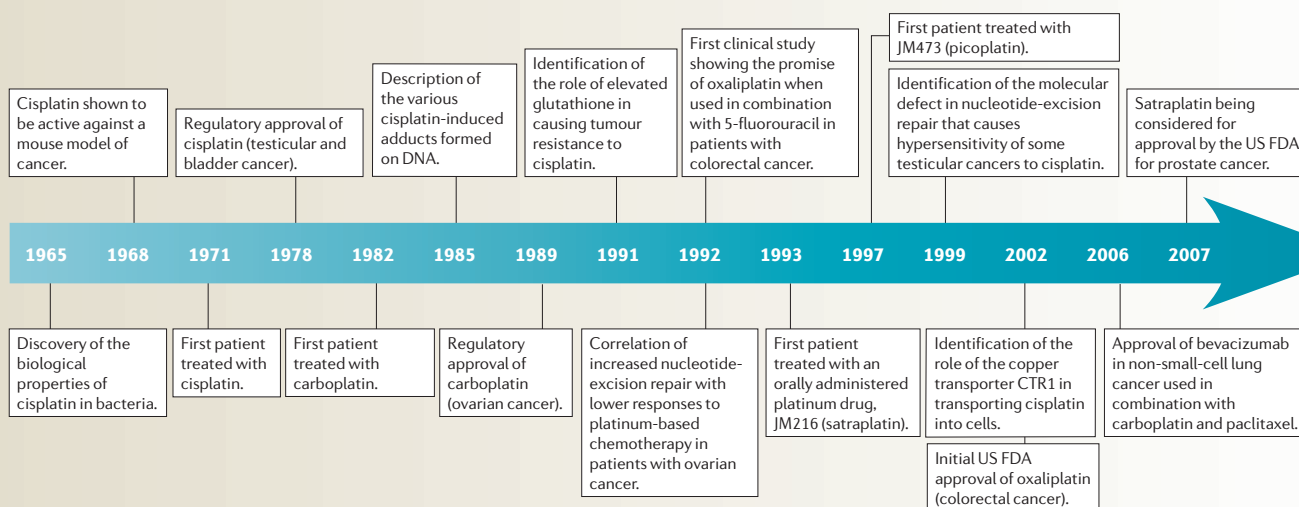 Cisplatin shown to
be active against a
mouse model of
cancer.
Regulatory approval of
cisplatin (testicular and
bladder cancer).
Description of
the various
cisplatin-induced
adducts formed
on DNA.
Identification of
the role of elevated
glutathione in
causing tumour
resistance to
cisplatin.
First clinical study
showing the promise
of oxaliplatin when
used in combination
with 5-fluorouracil in
patients with
colorectal cancer.
First patient treated with
JM473 (picoplatin).
Identification of the molecular
defect in nucleotide-excision
repair that causes
hypersensitivity of some
testicular cancers to cisplatin.
Satraplatin being
considered for
approval by the US FDA
for prostate cancer.
1965 1968 1971 1978 1982 1985 1989 1991 1992 1993 1997 1999 2002 2006 2007
Discovery of the
biological
properties of
cisplatin in bacteria.
First patient
treated with
cisplatin.
First patient
treated with
carboplatin.
Regulatory
approval of
carboplatin
(ovarian cancer).
Correlation of
increased nucleotide-
excision repair with
lower responses to
platinum-based
chemotherapy in
patients with ovarian
cancer.
First patient
treated with an
orally administered
platinum drug,
JM216 (satraplatin).
Identification of the
role of the copper
transporter CTR1 in
transporting cisplatin
into cells.
Initial US FDA
approval of oxaliplatin
(colorectal cancer).
Approval of bevacizumab
in non-small-cell lung
cancer used in
combination with
carboplatin and paclitaxel.